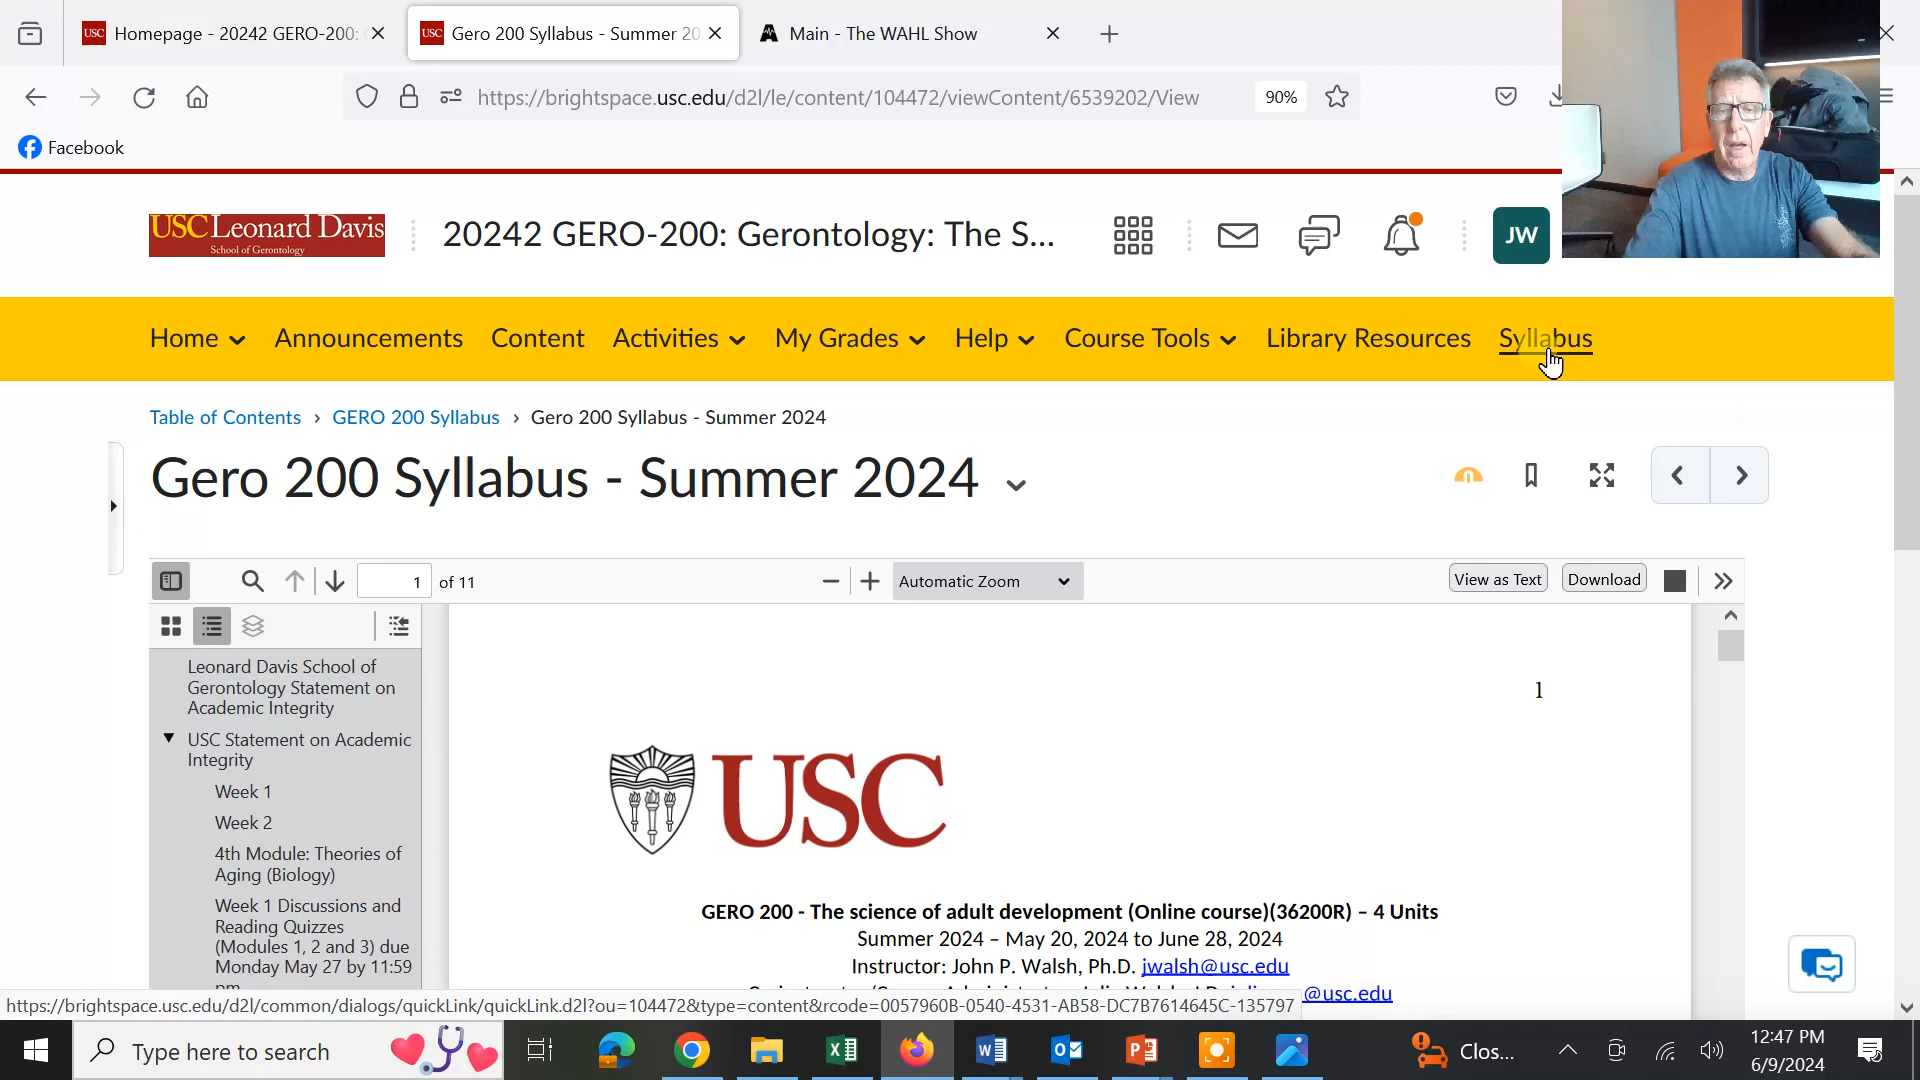 Homepage - 20242 GERO-200:
Gero 200 Syllabus - Summer 20
Main - The WAHL Show
https://brightspace.usc.edu/d2l/le/content/104472/viewContent/6539202/View
90%
Facebook
USC Leonard Davis
School of Gerontology
20242 GERO-200: Gerontology: The S...
JW
Home
Announcements
Content
Activities
My Grades
Help
Course Tools
Library Resources
Syllabus
Table of Contents › GERO 200 Syllabus › Gero 200 Syllabus - Summer 2024
Gero 200 Syllabus - Summer 2024
1 of 11
Automatic Zoom
View as Text
Download
Leonard Davis School of
Gerontology Statement on
Academic Integrity
USC Statement on Academic
Integrity
Week 1
Week 2
4th Module: Theories of
Aging (Biology)
Week 1 Discussions and
Reading Quizzes
(Modules 1, 2 and 3) due
Monday May 27 by 11:59
1
USC
GERO 200 - The science of adult development (Online course)(36200R) – 4 Units
Summer 2024 – May 20, 2024 to June 28, 2024
Instructor: John P. Walsh, Ph.D. jwalsh@usc.edu
@usc.edu
https://brightspace.usc.edu/d2l/common/dialogs/quickLink/quickLink.d2l?ou=104472&type=content&rcode=0057960B-0540-4531-AB58-DC7B7614645C-135797
Type here to search
Clos...
12:47 PM
6/9/2024